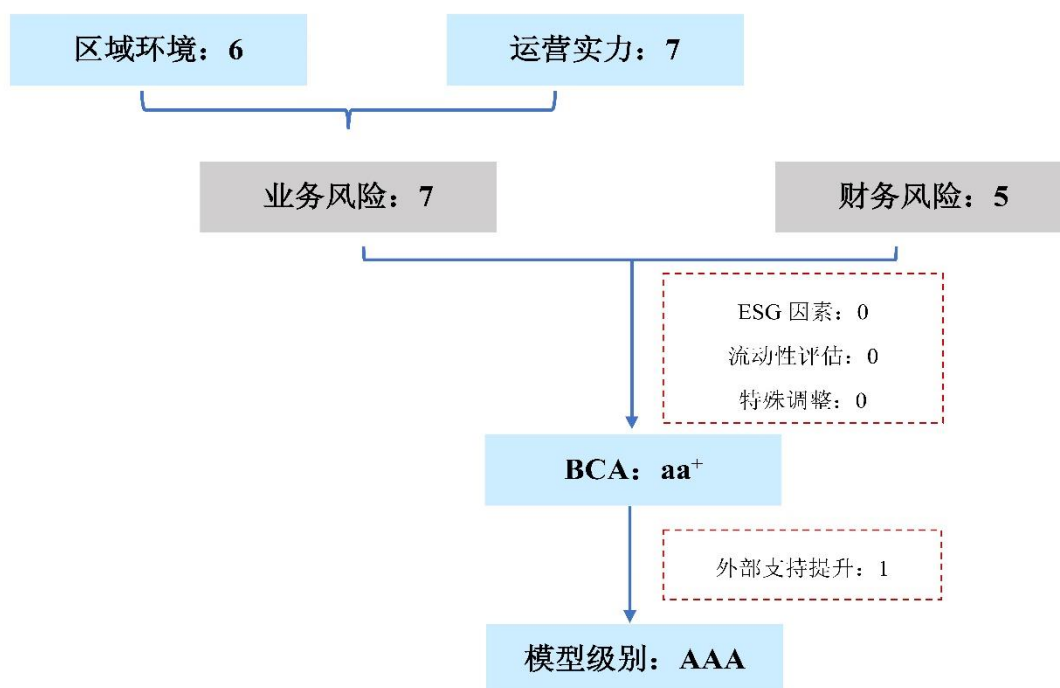 区域环境：6
运营实力：7
业务风险：7
财务风险：5
ESG 因素：0
流动性评估：0
特殊调整：0
BCA：aa⁺
外部支持提升：1
模型级别：AAA